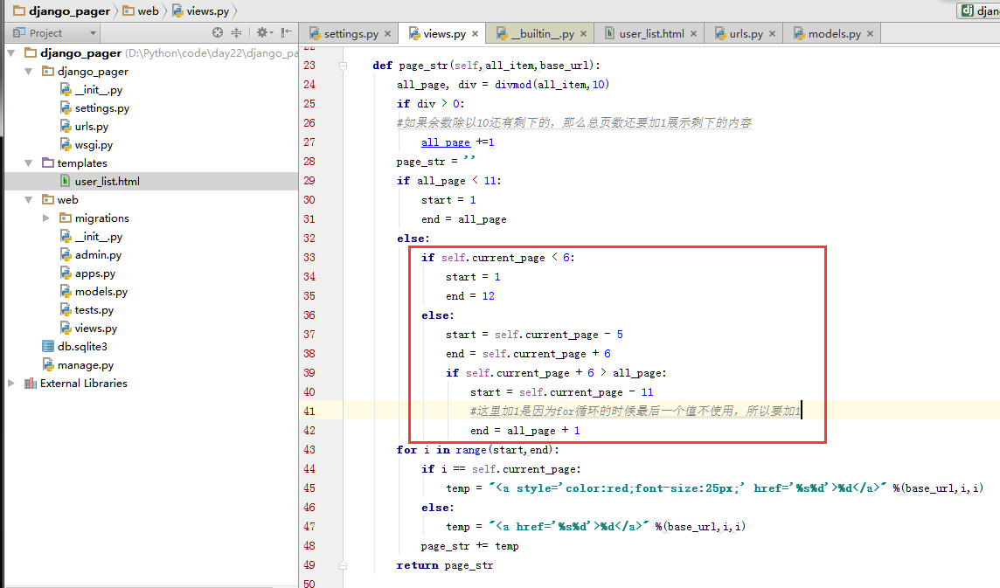 django_pager web views.py djan
Project settings.py views.py __builtin__.py user_list.html urls.py models.py
django_pager (D:\Python\code\day22\django_pa
django_pager
__init__.py
settings.py
urls.py
wsgi.py
templates
user_list.html
web
migrations
__init__.py
admin.py
apps.py
models.py
tests.py
views.py
db.sqlite3
manage.py
External Libraries
22
23 def page_str(self,all_item,base_url):
24 all_page, div = divmod(all_item,10)
25 if div > 0:
26 #如果余数除以10还有剩下的，那么总页数还要加1展示剩下的内容
27 all_page +=1
28 page_str = ''
29 if all_page < 11:
30 start = 1
31 end = all_page
32 else:
33 if self.current_page < 6:
34 start = 1
35 end = 12
36 else:
37 start = self.current_page - 5
38 end = self.current_page + 6
39 if self.current_page + 6 > all_page:
40 start = self.current_page - 11
41 #这里加1是因为for循环的时候最后一个值不使用，所以要加1
42 end = all_page + 1
43 for i in range(start,end):
44 if i == self.current_page:
45 temp = "<a style='color:red;font-size:25px;' href='%s%d'>%d</a>" %(base_url,i,i)
46 else:
47 temp = "<a href='%s%d'>%d</a>" %(base_url,i,i)
48 page_str += temp
49 return page_str
50